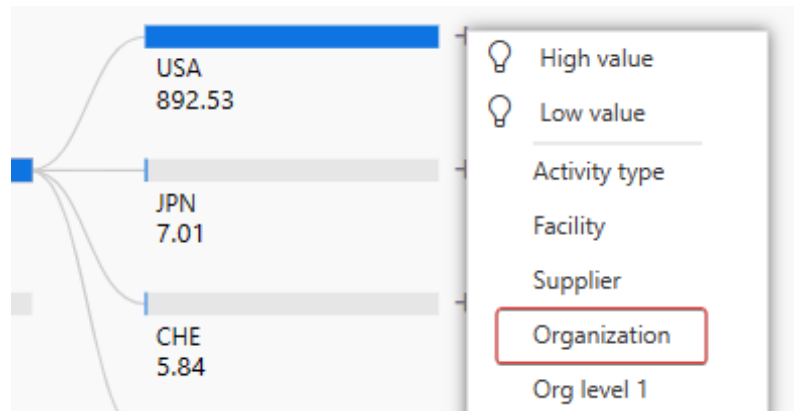 USA
892.53
JPN
7.01
CHE
5.84
High value
Low value
Activity type
Facility
Supplier
Organization
Org level 1